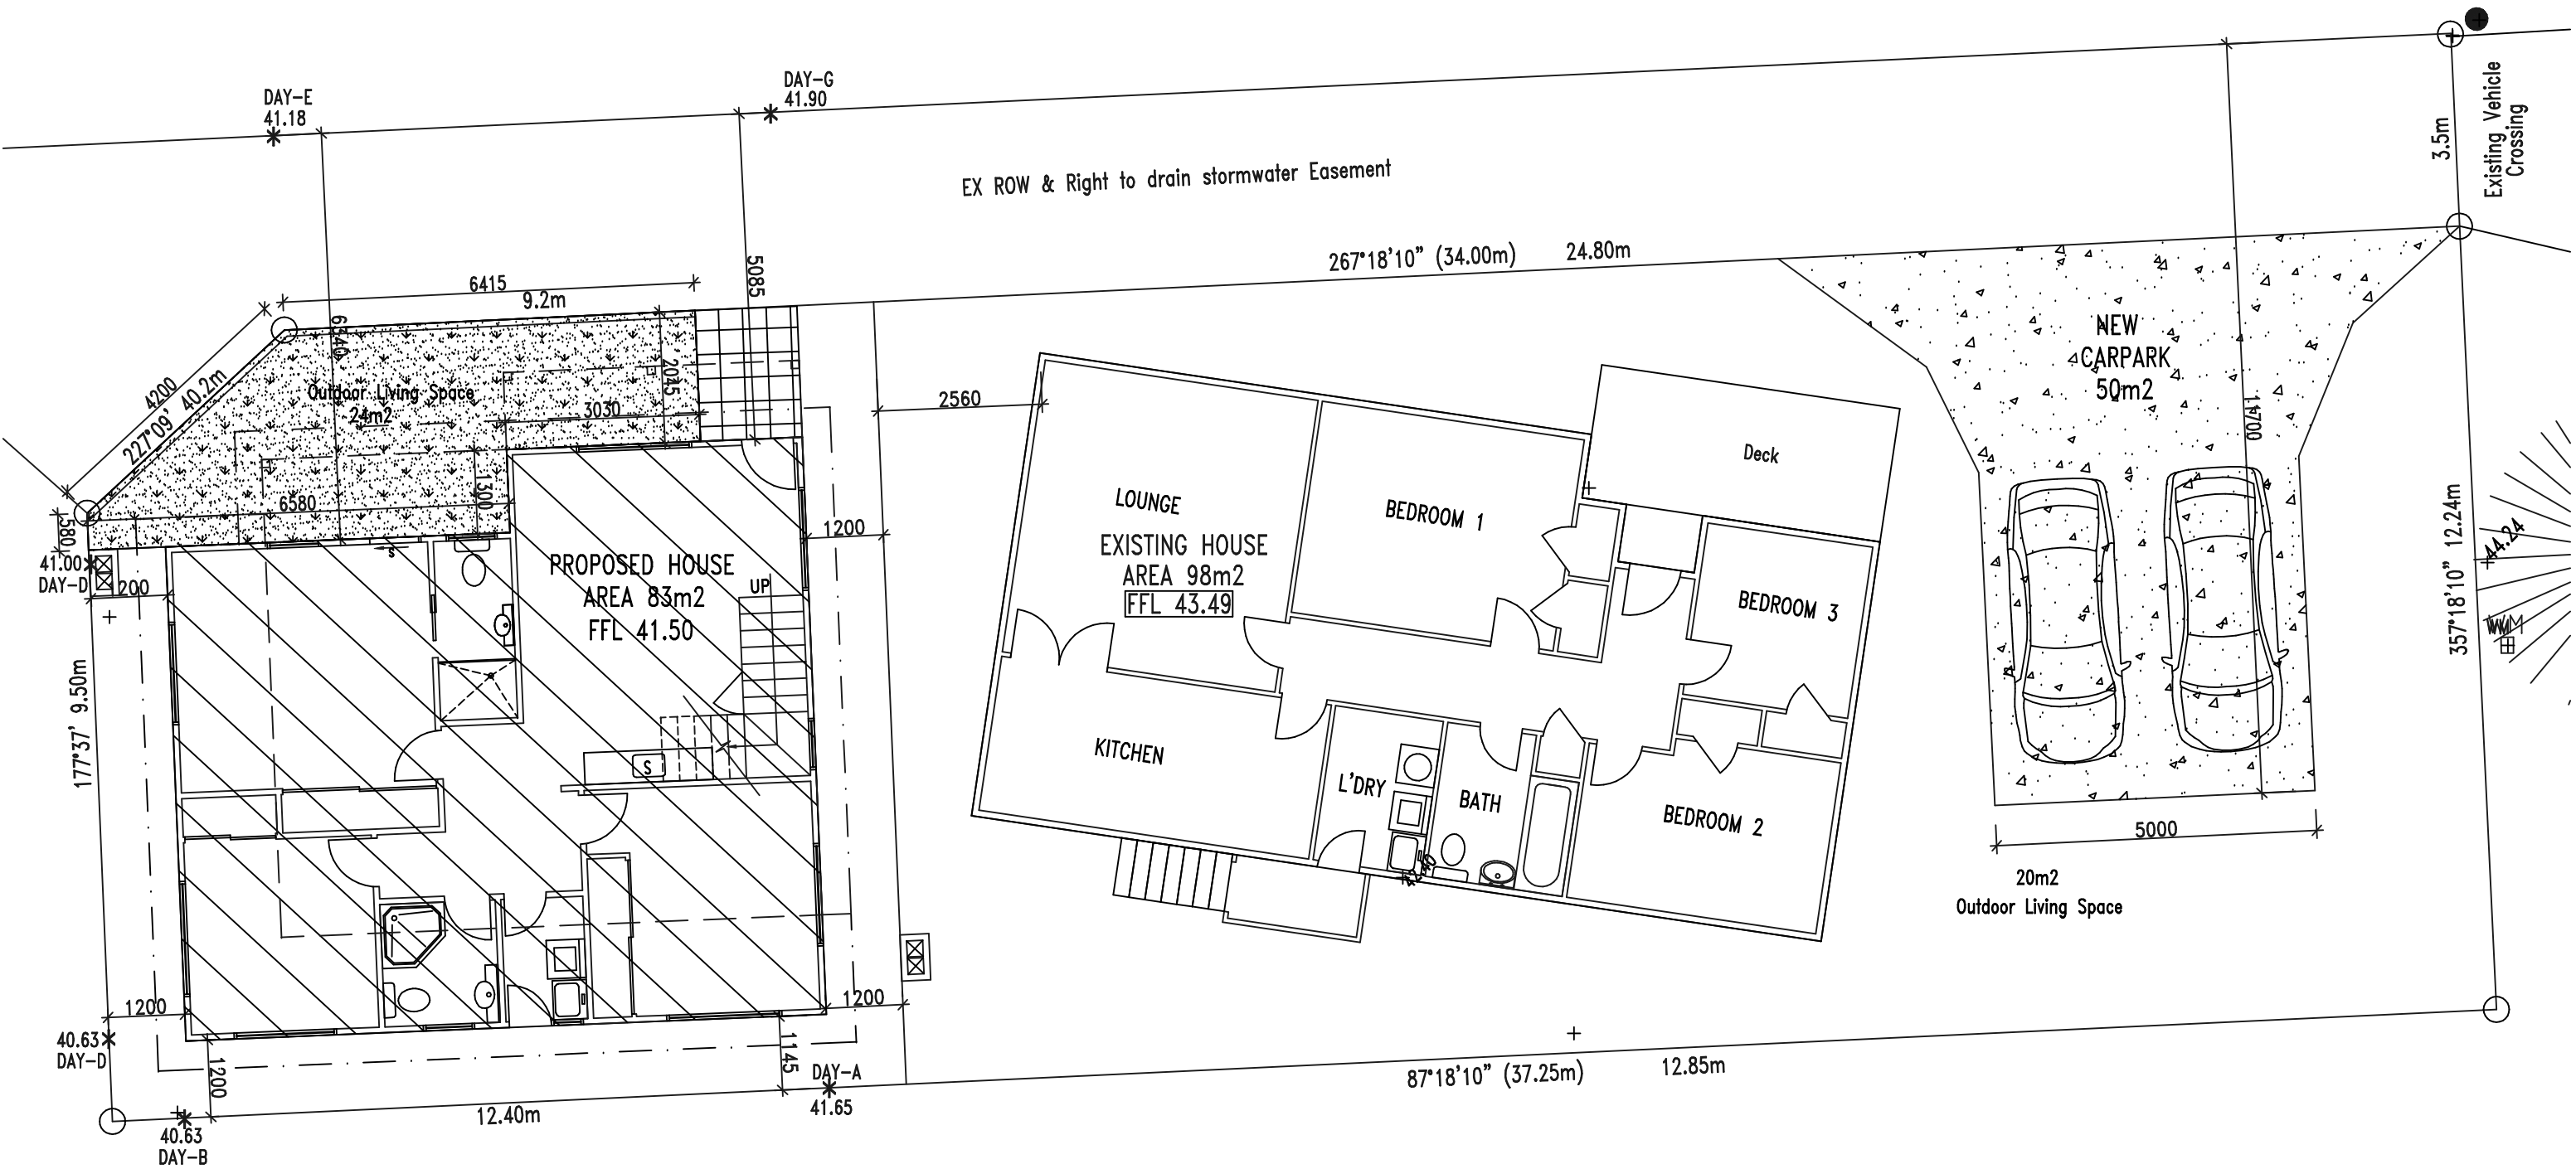 DAY-E
41.18
DAY-G
41.90
EX ROW & Right to drain stormwater Easement
3.5m
Existing Vehicle
Crossing
267°18'10" (34.00m)
24.80m
5085
6415
9.2m
6340
4200
227°09' 40.2m
Outdoor Living Space
24m2
2045
3030
6580
1300
580
41.00
DAY-D
1200
s
PROPOSED HOUSE
AREA 83m2
FFL 41.50
UP
S
1200
2560
LOUNGE
EXISTING HOUSE
AREA 98m2
FFL 43.49
BEDROOM 1
Deck
BEDROOM 3
KITCHEN
L'DRY
BATH
BEDROOM 2
NEW
CARPARK
50m2
11700
357°18'10" 12.24m
44.24
5000
20m2
Outdoor Living Space
177°37' 9.50m
1200
1200
40.63
DAY-D
1200
1145
DAY-A
41.65
12.40m
40.63
DAY-B
87°18'10" (37.25m)
12.85m